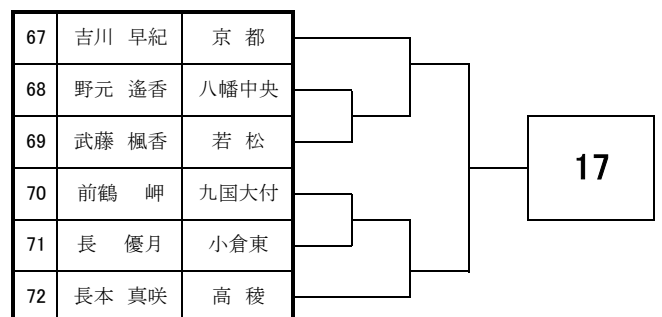 67 吉川 早紀 京 都
68 野元 遙香 八幡中央
69 武藤 楓香 若 松
17
70 前鶴 岬 九国大付
71 長 優月 小倉東
72 長本 真咲 高 稜